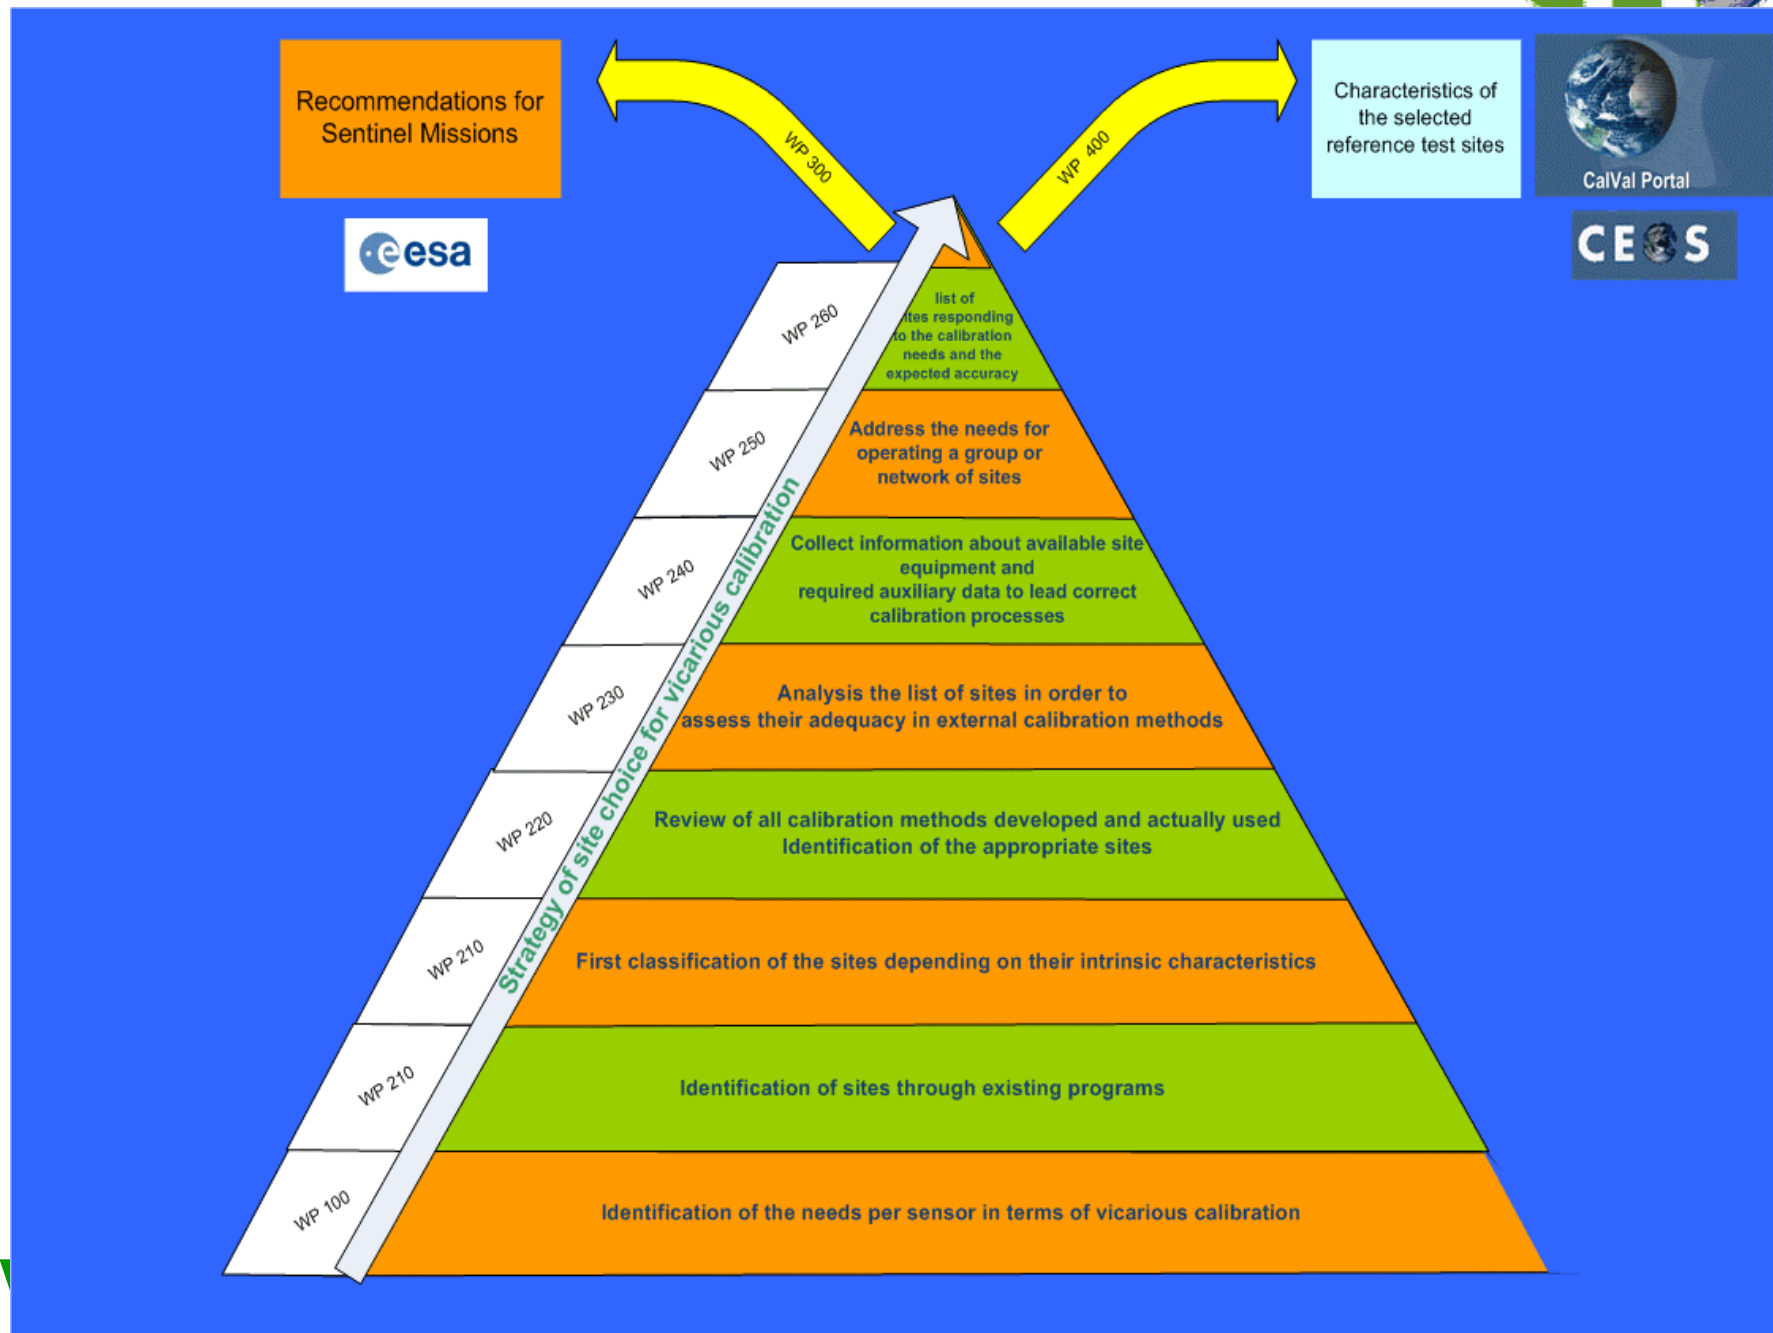 Recommendations for
Sentinel Missions
esa
WP 300
WP 400
Characteristics of
the selected
reference test sites
CalVal Portal
CEOS
WP 260
list of
ites responding
to the calibration
needs and the
expected accuracy
WP 250
Address the needs for
operating a group or
network of sites
WP 240
Collect information about available site
equipment and
required auxiliary data to lead correct
calibration processes
WP 230
Analysis the list of sites in order to
assess their adequacy in external calibration methods
WP 220
Review of all calibration methods developed and actually used
Identification of the appropriate sites
WP 210
First classification of the sites depending on their intrinsic characteristics
WP 210
Identification of sites through existing programs
WP 100
Identification of the needs per sensor in terms of vicarious calibration
Strategy of site choice for vicarious calibration